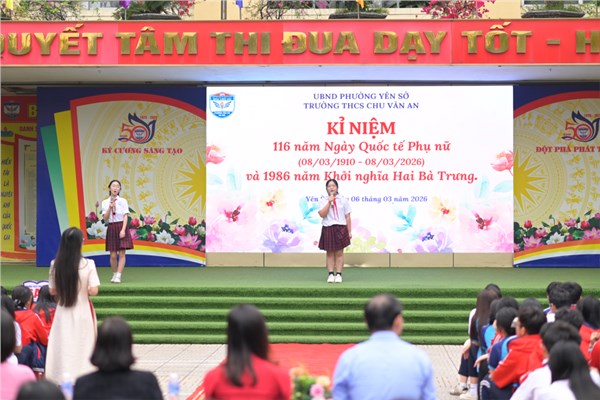 QUYẾT TÂM THI ĐUA DẠY TỐT - H
UBND PHƯỜNG YÊN SỞ
TRƯỜNG THCS CHU VĂN AN
KỈ NIỆM
116 năm Ngày Quốc tế Phụ nữ
(08/03/1910 - 08/03/2026)
và 1986 năm Khởi nghĩa Hai Bà Trưng.
Yên 06 tháng 03 năm 2026
50
KỶ CƯƠNG SÁNG TẠO
50
ĐỘT PHÁ PHÁT